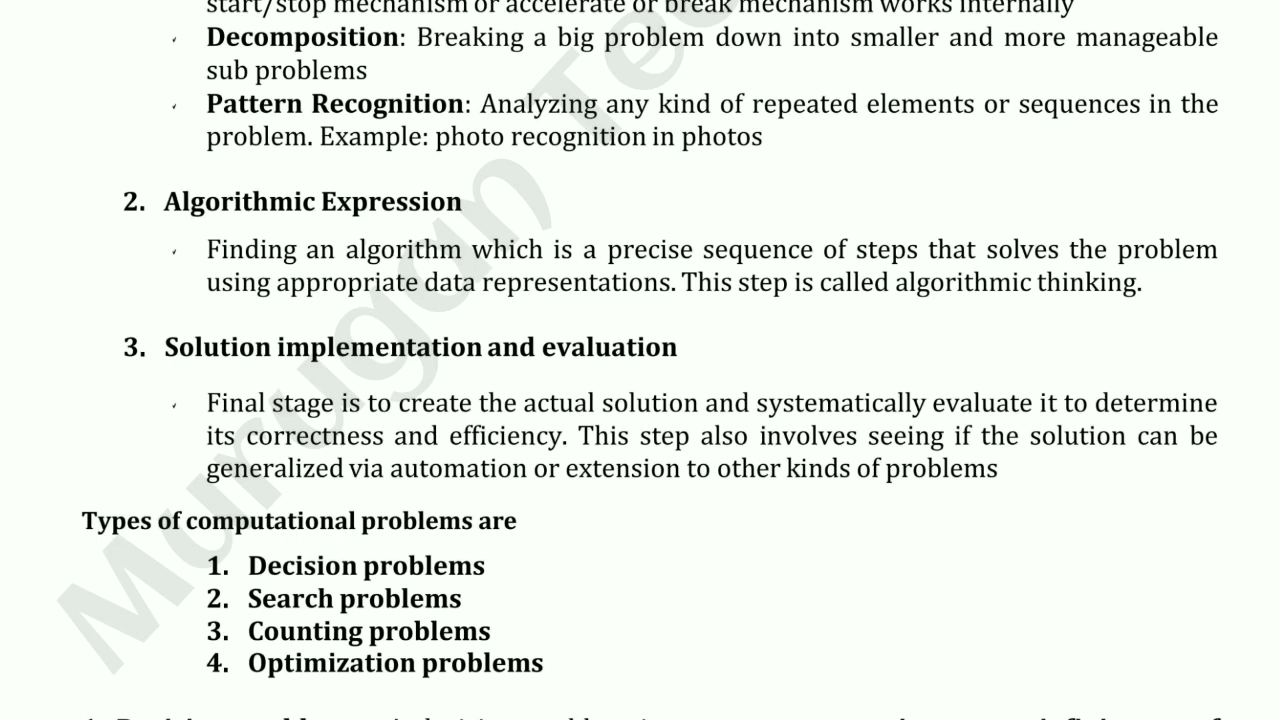 start/stop mechanism or accelerate or break mechanism works internally
Decomposition: Breaking a big problem down into smaller and more manageable
sub problems
Pattern Recognition: Analyzing any kind of repeated elements or sequences in the
problem. Example: photo recognition in photos
2. Algorithmic Expression
Finding an algorithm which is a precise sequence of steps that solves the problem
using appropriate data representations. This step is called algorithmic thinking.
3. Solution implementation and evaluation
Final stage is to create the actual solution and systematically evaluate it to determine
its correctness and efficiency. This step also involves seeing if the solution can be
generalized via automation or extension to other kinds of problems
Types of computational problems are
1. Decision problems
2. Search problems
3. Counting problems
4. Optimization problems
Murugan Tec